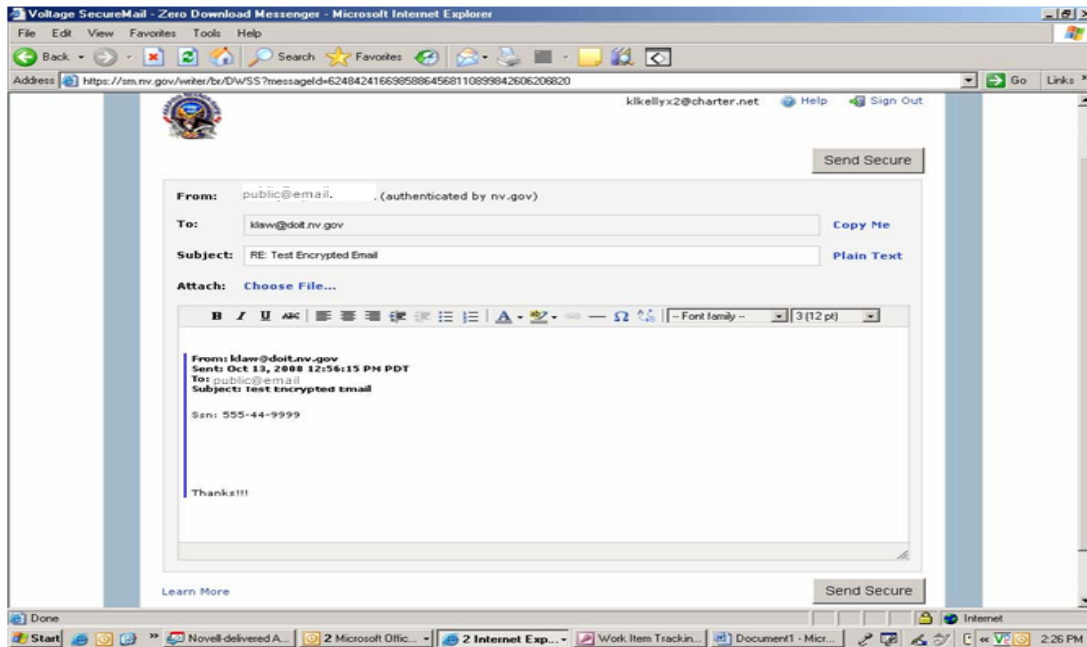 Voltage SecureMail - Zero Download Messenger - Microsoft Internet Explorer
File Edit View Favorites Tools Help
Back Search Favorites
Address https://sm.nv.gov/writer/br/DWSS?messageId=6248424166985886456811089984260620​6820 Go Links
klkellyx2@charter.net Help Sign Out
Send Secure
From: public@email. (authenticated by nv.gov)
To: klaw@doit.nv.gov Copy Me
Subject: RE: Test Encrypted Email Plain Text
Attach: Choose File...
B I U ABC A Ω -- Font family -- 3 (12 pt)
From: klaw@doit.nv.gov
Sent: Oct 13, 2008 12:56:15 PM PDT
To: public@email
Subject: Test Encrypted Email
Ssn: 555-44-9999
Thanks!!!
Learn More Send Secure
Done Internet
Start Novell-delivered A... 2 Microsoft Offic... 2 Internet Exp... Work Item Trackin... Document1 - Micr... 2:26 PM